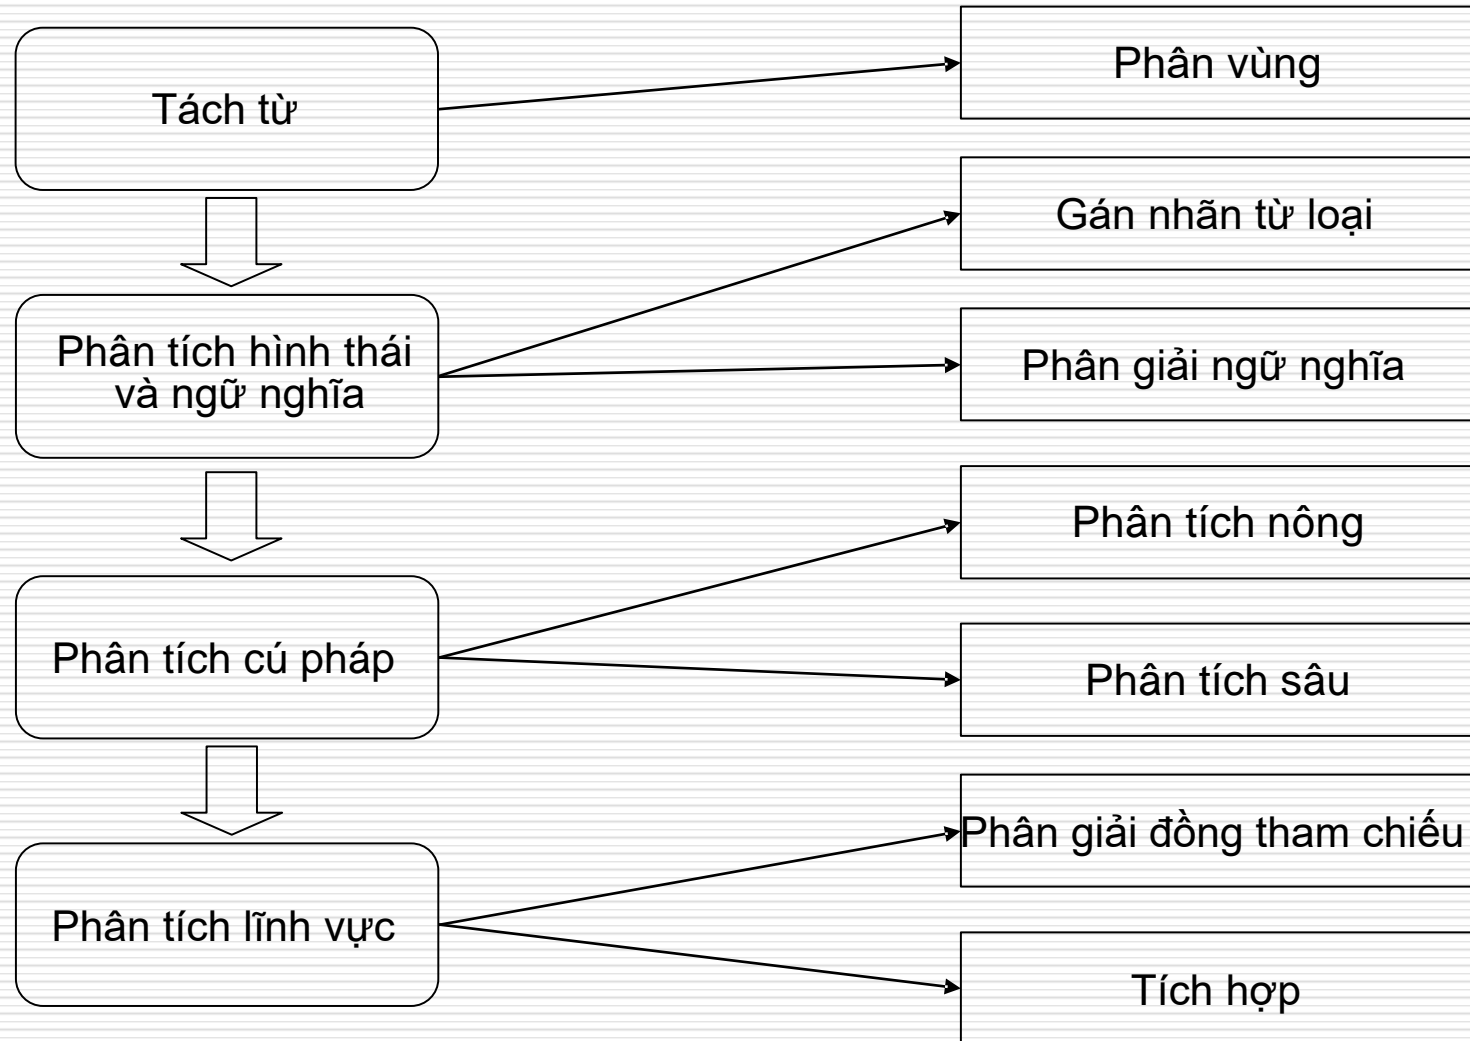 Tách từ
Phân vùng
Gán nhãn từ loại
Phân tích hình thái
và ngữ nghĩa
Phân giải ngữ nghĩa
Phân tích nông
Phân tích cú pháp
Phân tích sâu
Phân giải đồng tham chiếu
Phân tích lĩnh vực
Tích hợp